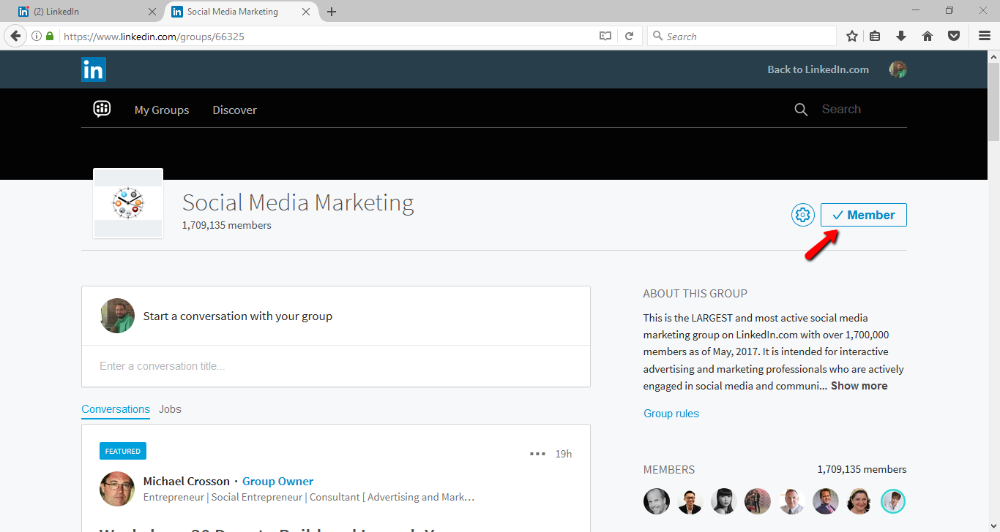 (2) LinkedIn
Social Media Marketing
https://www.linkedin.com/groups/66325
Search
in
Back to LinkedIn.com
My Groups
Discover
Search
Social Media Marketing
1,709,135 members
Member
Start a conversation with your group
Enter a conversation title...
Conversations
Jobs
FEATURED
19h
Michael Crosson · Group Owner
Entrepreneur | Social Entrepreneur | Consultant [ Advertising and Mark…
ABOUT THIS GROUP
This is the LARGEST and most active social media
marketing group on LinkedIn.com with over 1,700,000
members as of May, 2017. It is intended for interactive
advertising and marketing professionals who are actively
engaged in social media and communi... Show more
Group rules
MEMBERS
1,709,135 members